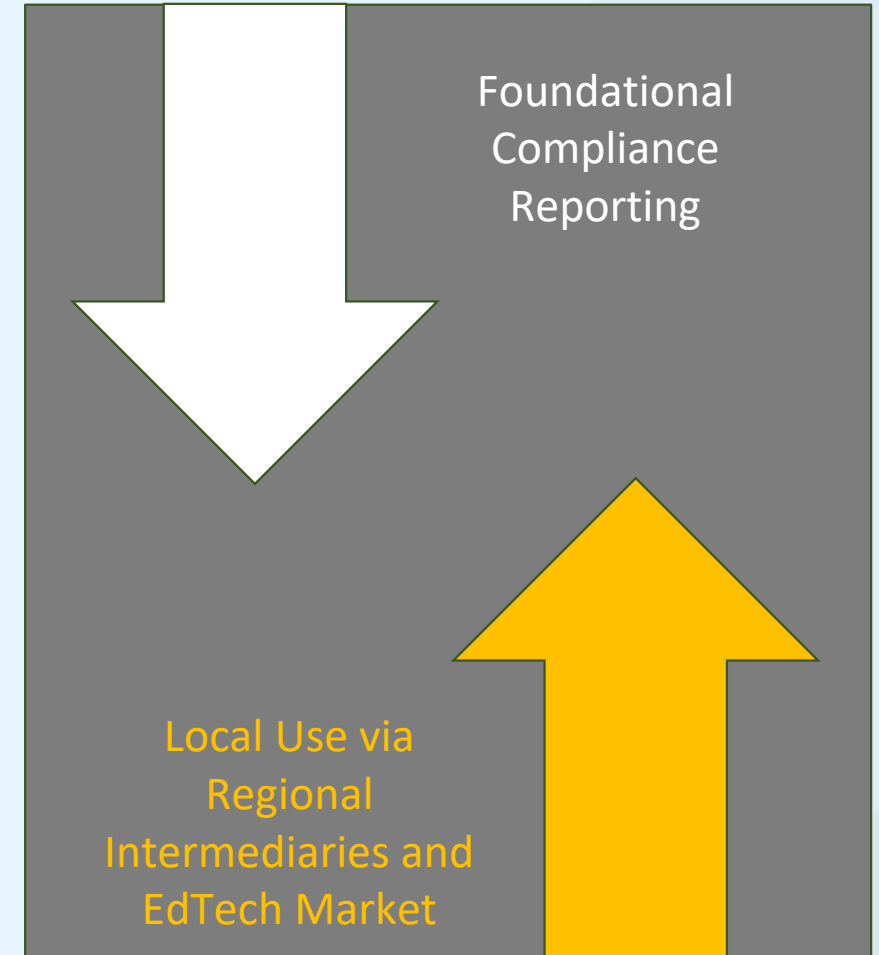 Foundational
Compliance
Reporting
Local Use via
Regional
Intermediaries and
EdTech Market